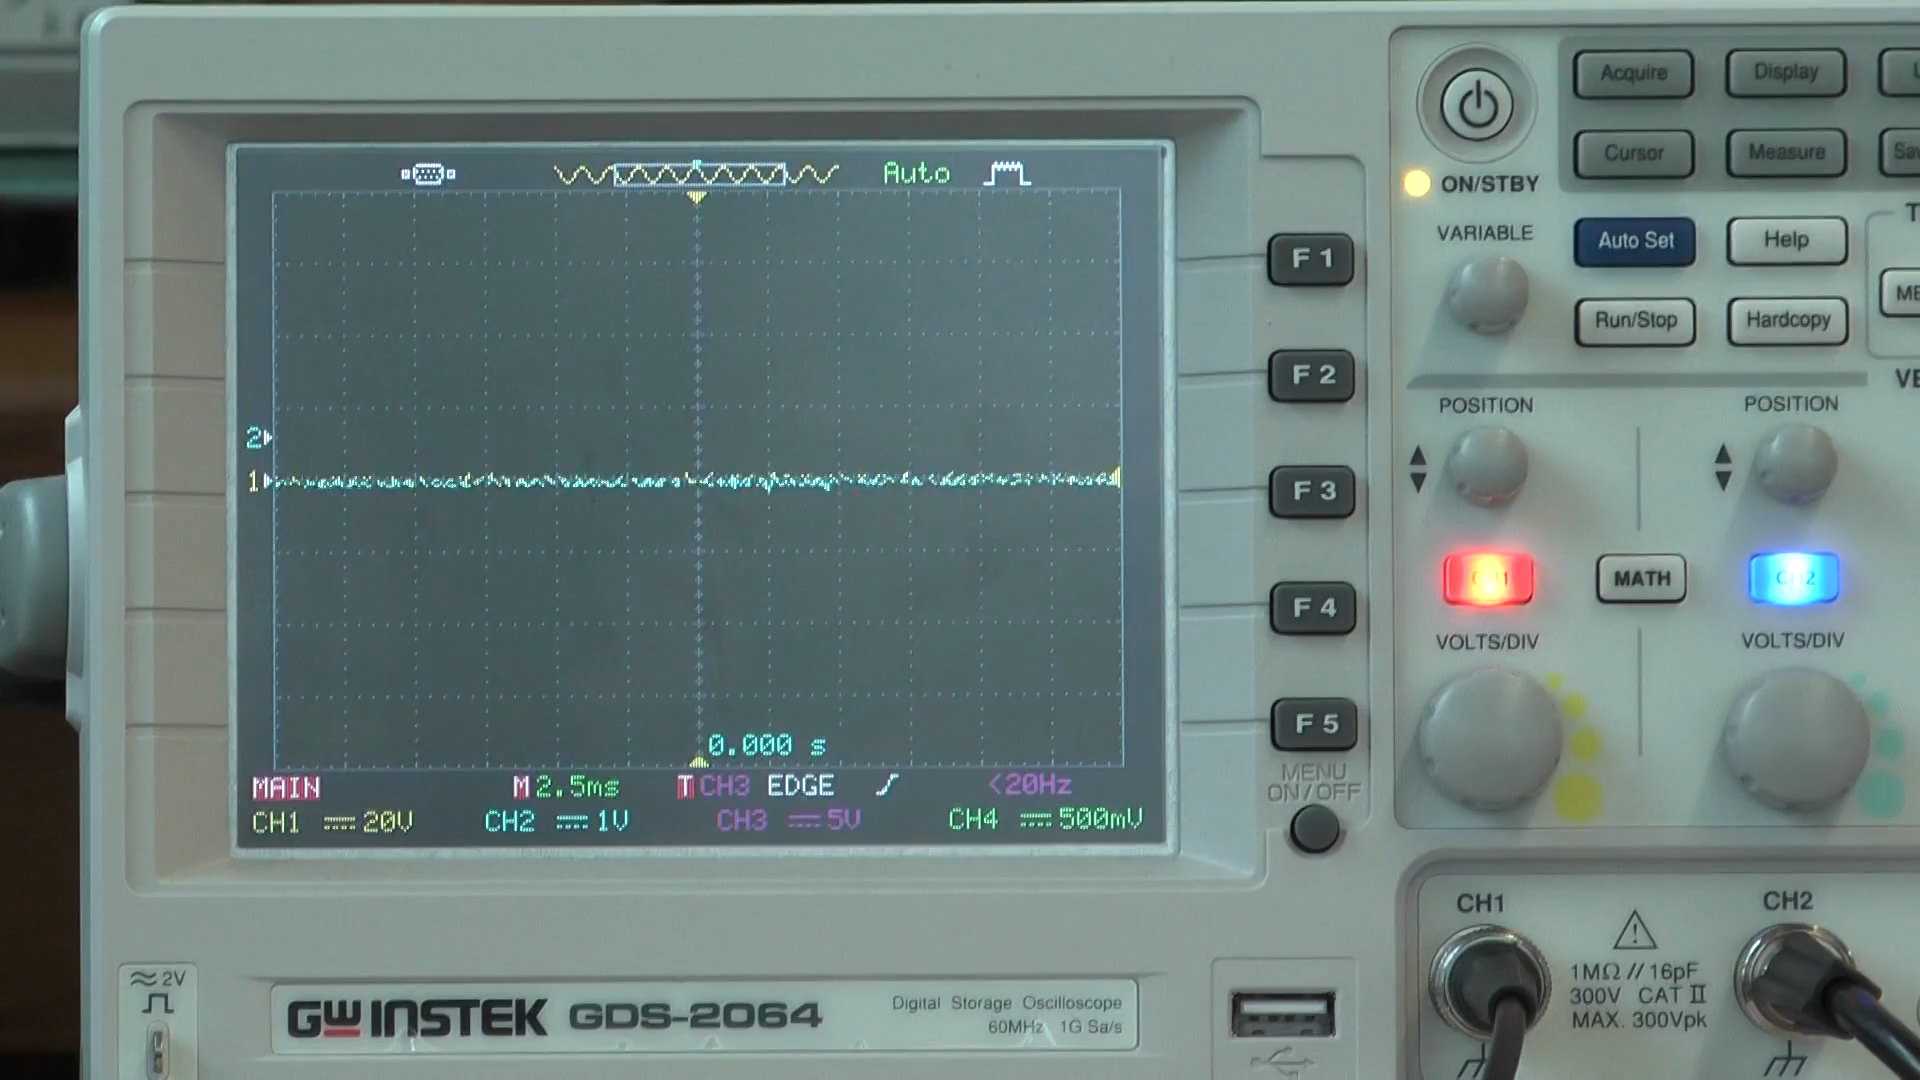 Auto
2
1
0.000 s
MAIN M 2.5ms T CH3 EDGE <20Hz
CH1 20V CH2 1V CH3 5V CH4 500mV
F 1
F 2
F 3
F 4
F 5
MENU
ON/OFF
Acquire Display
Cursor Measure
ON/STBY
VARIABLE
Auto Set Help
Run/Stop Hardcopy
POSITION POSITION
CH1 MATH CH2
VOLTS/DIV VOLTS/DIV
CH1 CH2
1MΩ // 16pF
300V CAT II
MAX. 300Vpk
≈ 2V
GW INSTEK GDS-2064
Digital Storage Oscilloscope
60MHz 1G Sa/s